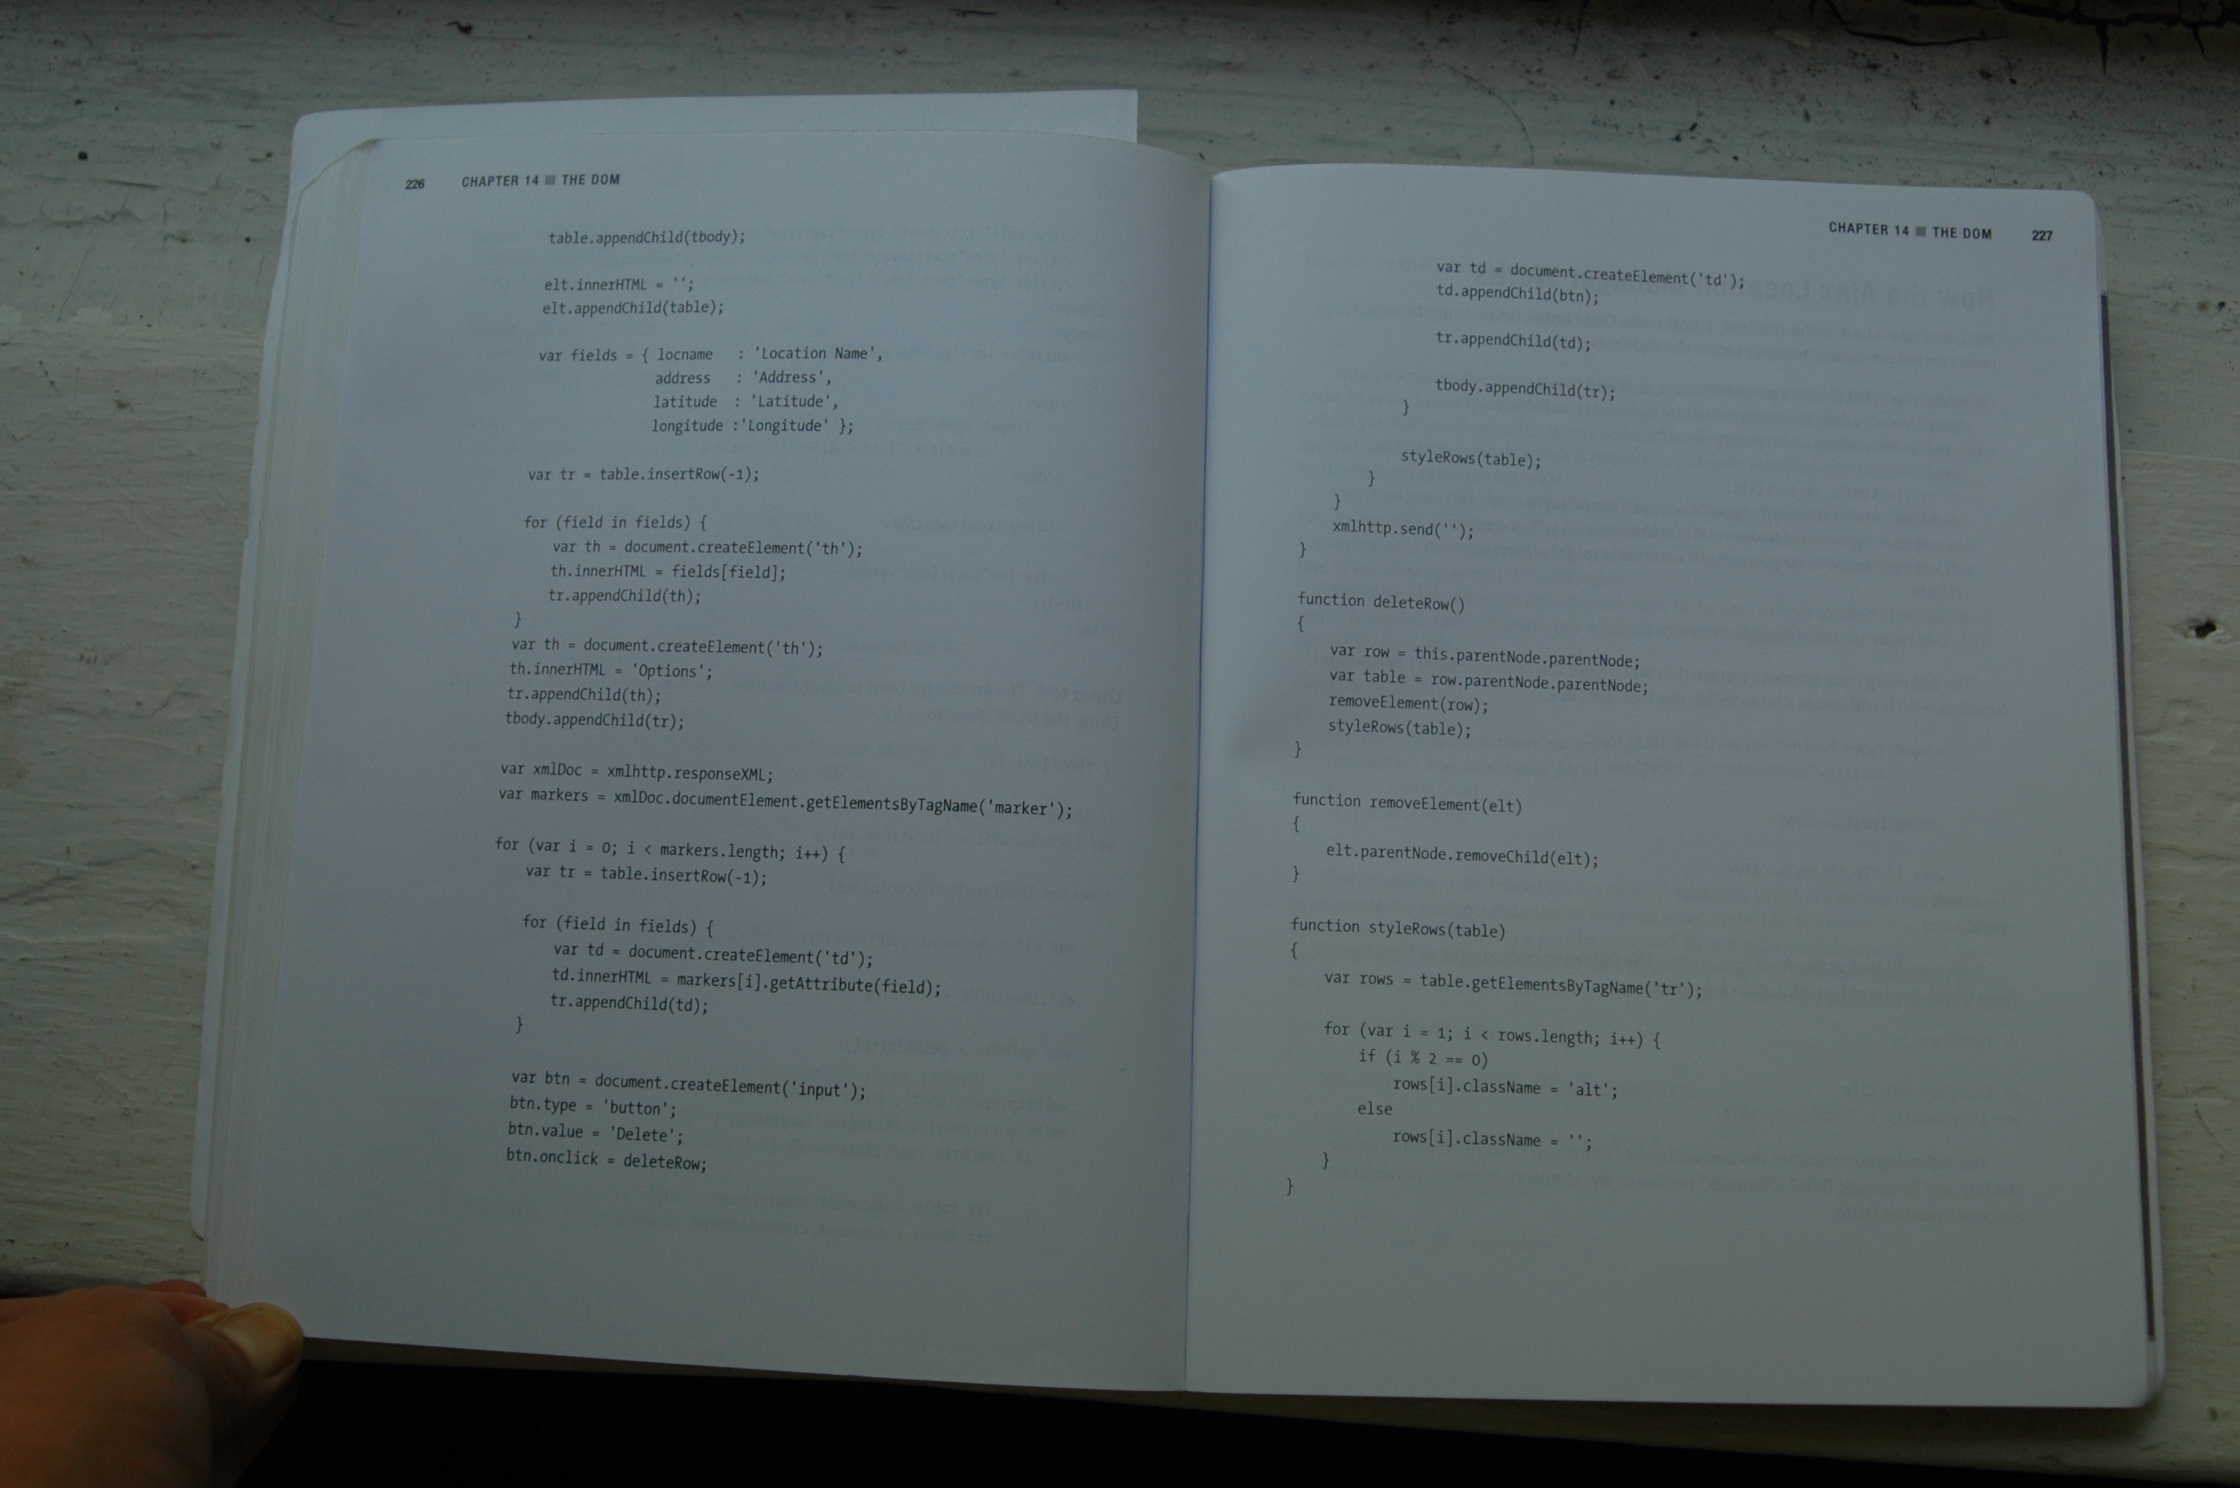 226 CHAPTER 14 ■ THE DOM
table.appendChild(tbody);
elt.innerHTML = '';
elt.appendChild(table);
var fields = { locname : 'Location Name',
address : 'Address',
latitude : 'Latitude',
longitude :'Longitude' };
var tr = table.insertRow(-1);
for (field in fields) {
var th = document.createElement('th');
th.innerHTML = fields[field];
tr.appendChild(th);
}
var th = document.createElement('th');
th.innerHTML = 'Options';
tr.appendChild(th);
tbody.appendChild(tr);
var xmlDoc = xmlhttp.responseXML;
var markers = xmlDoc.documentElement.getElementsByTagName('marker');
for (var i = 0; i < markers.length; i++) {
var tr = table.insertRow(-1);
for (field in fields) {
var td = document.createElement('td');
td.innerHTML = markers[i].getAttribute(field);
tr.appendChild(td);
}
var btn = document.createElement('input');
btn.type = 'button';
btn.value = 'Delete';
btn.onclick = deleteRow;
CHAPTER 14 ■ THE DOM 227
var td = document.createElement('td');
td.appendChild(btn);
tr.appendChild(td);
tbody.appendChild(tr);
}
styleRows(table);
}
}
xmlhttp.send('');
}
function deleteRow()
{
var row = this.parentNode.parentNode;
var table = row.parentNode.parentNode;
removeElement(row);
styleRows(table);
}
function removeElement(elt)
{
elt.parentNode.removeChild(elt);
}
function styleRows(table)
{
var rows = table.getElementsByTagName('tr');
for (var i = 1; i < rows.length; i++) {
if (i % 2 == 0)
rows[i].className = 'alt';
else
rows[i].className = '';
}
}